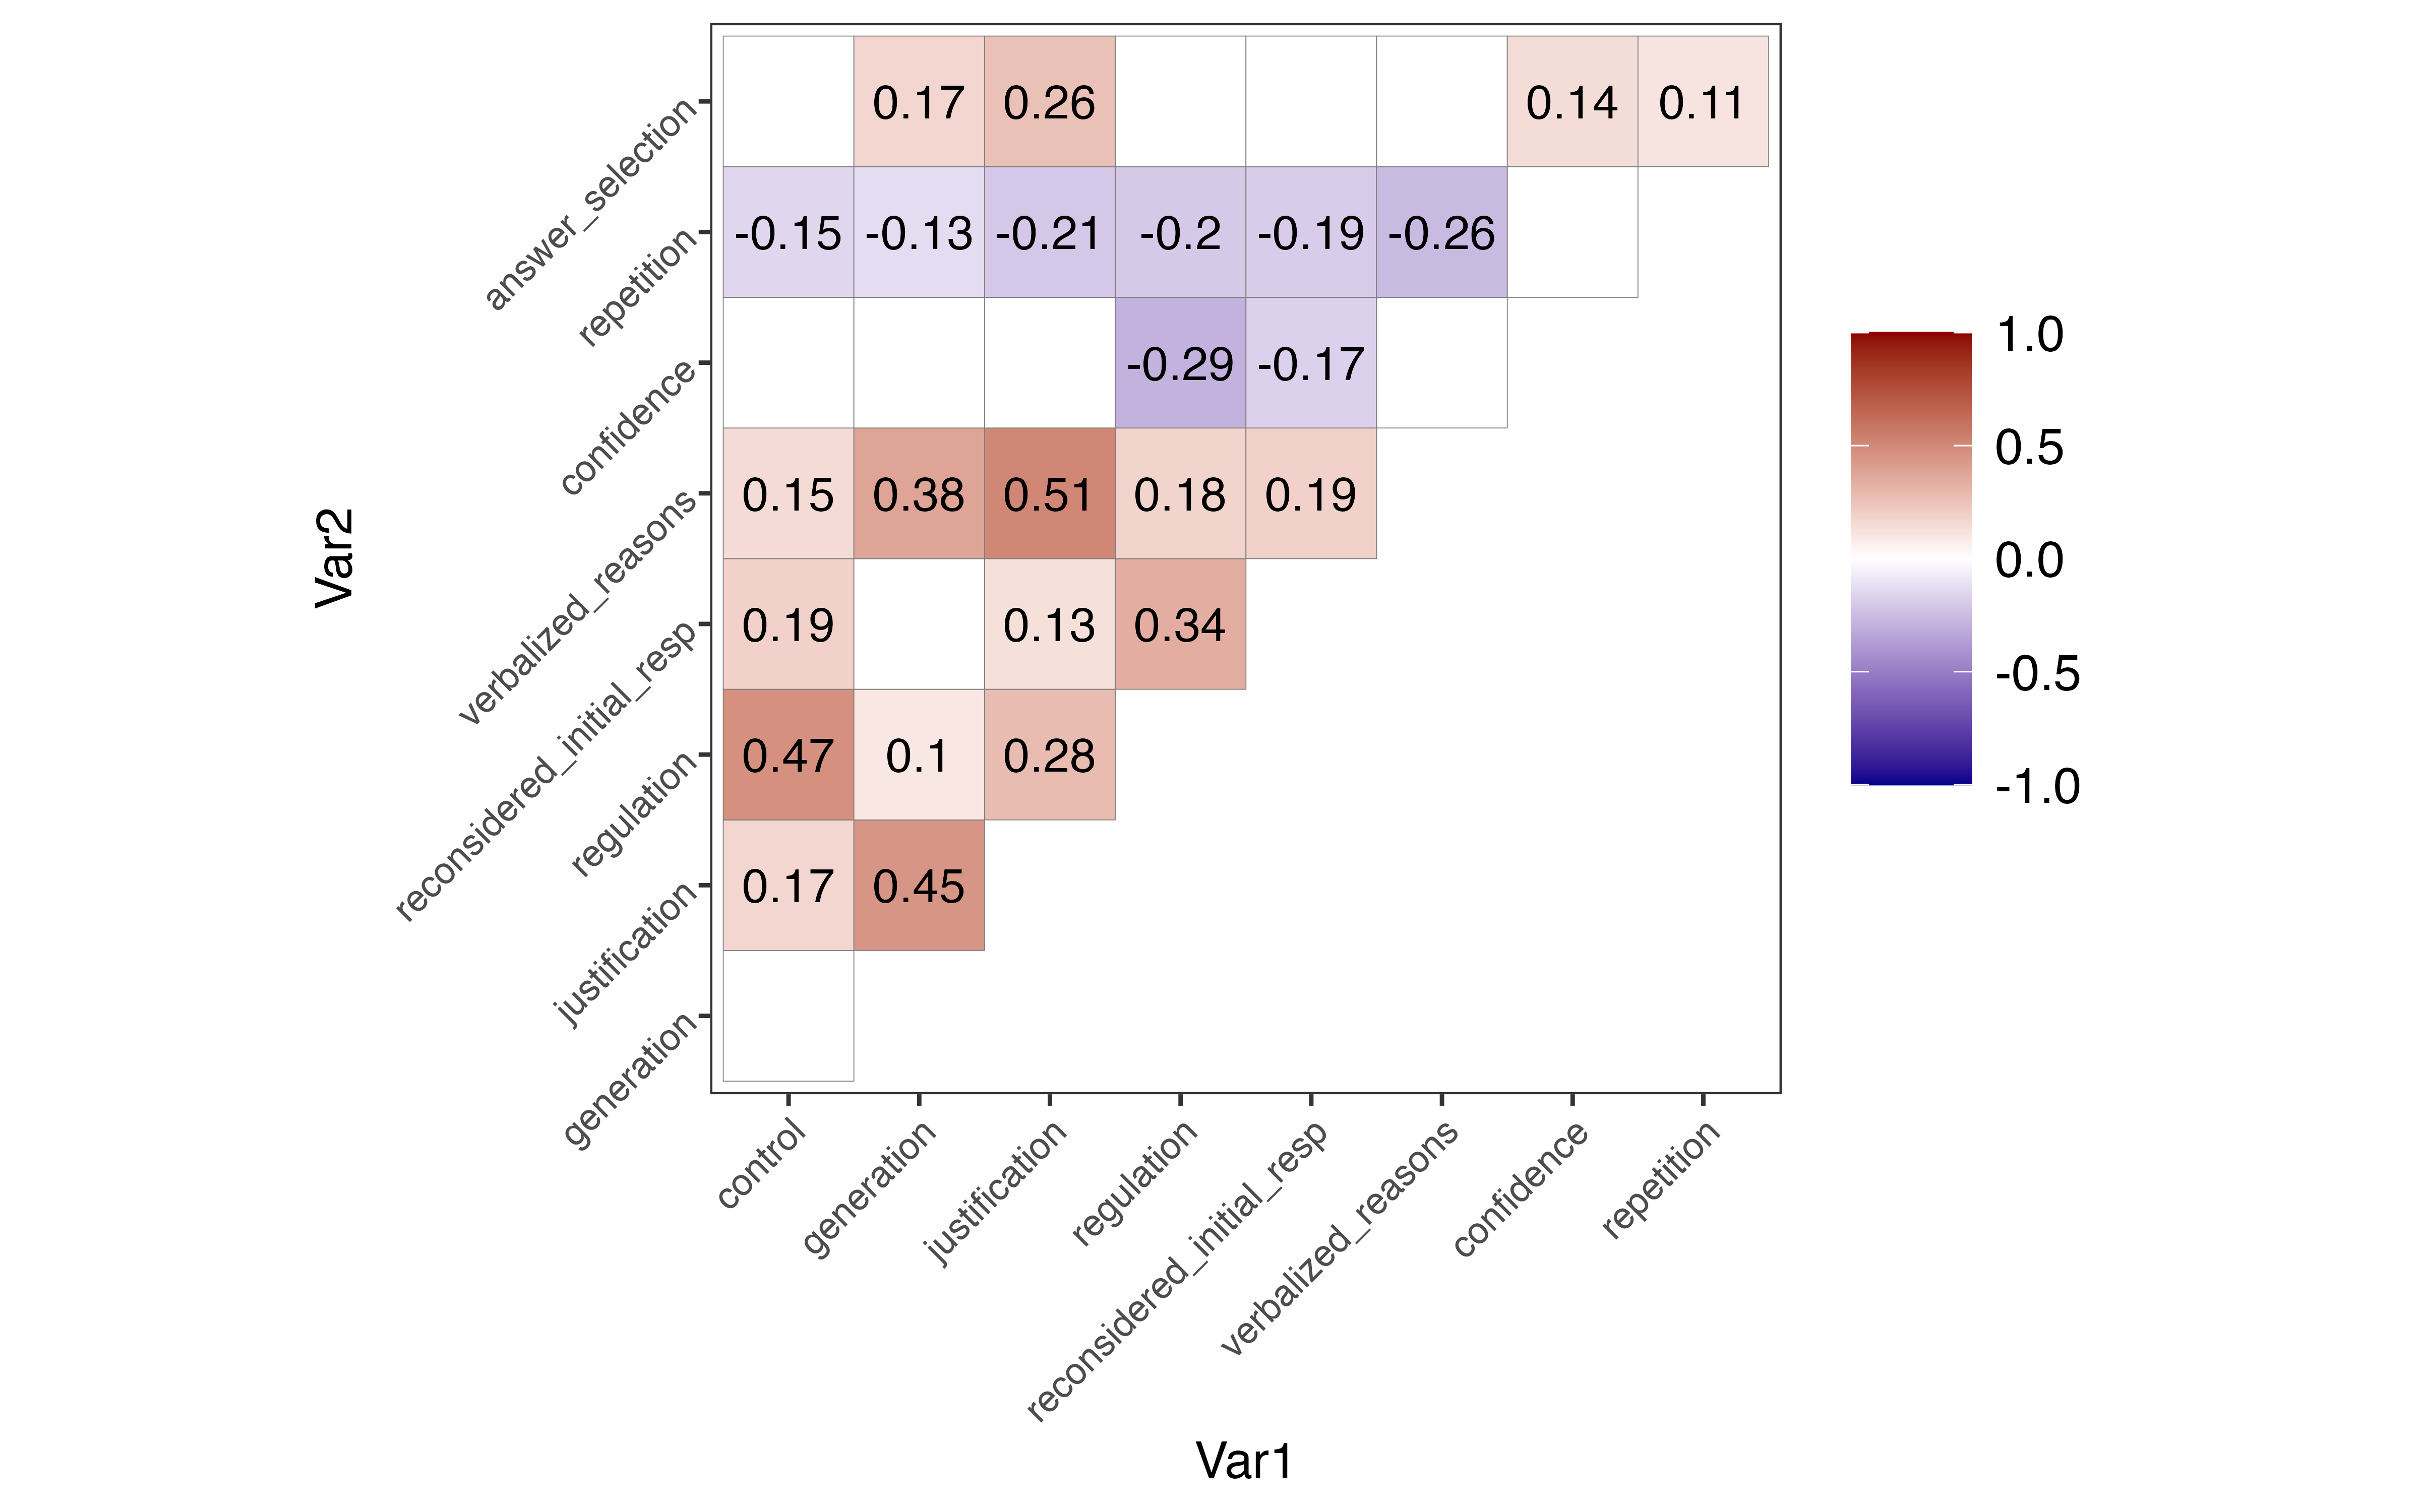 answer_selection 0.17 0.26 0.14 0.11
repetition -0.15 -0.13 -0.21 -0.2 -0.19 -0.26
confidence -0.29 -0.17
verbalized_reasons 0.15 0.38 0.51 0.18 0.19
reconsidered_initial_resp 0.19 0.13 0.34
regulation 0.47 0.1 0.28
justification 0.17 0.45
generation
Var2
control
generation
justification
regulation
reconsidered_initial_resp
verbalized_reasons
confidence
repetition
Var1
1.0
0.5
0.0
-0.5
-1.0